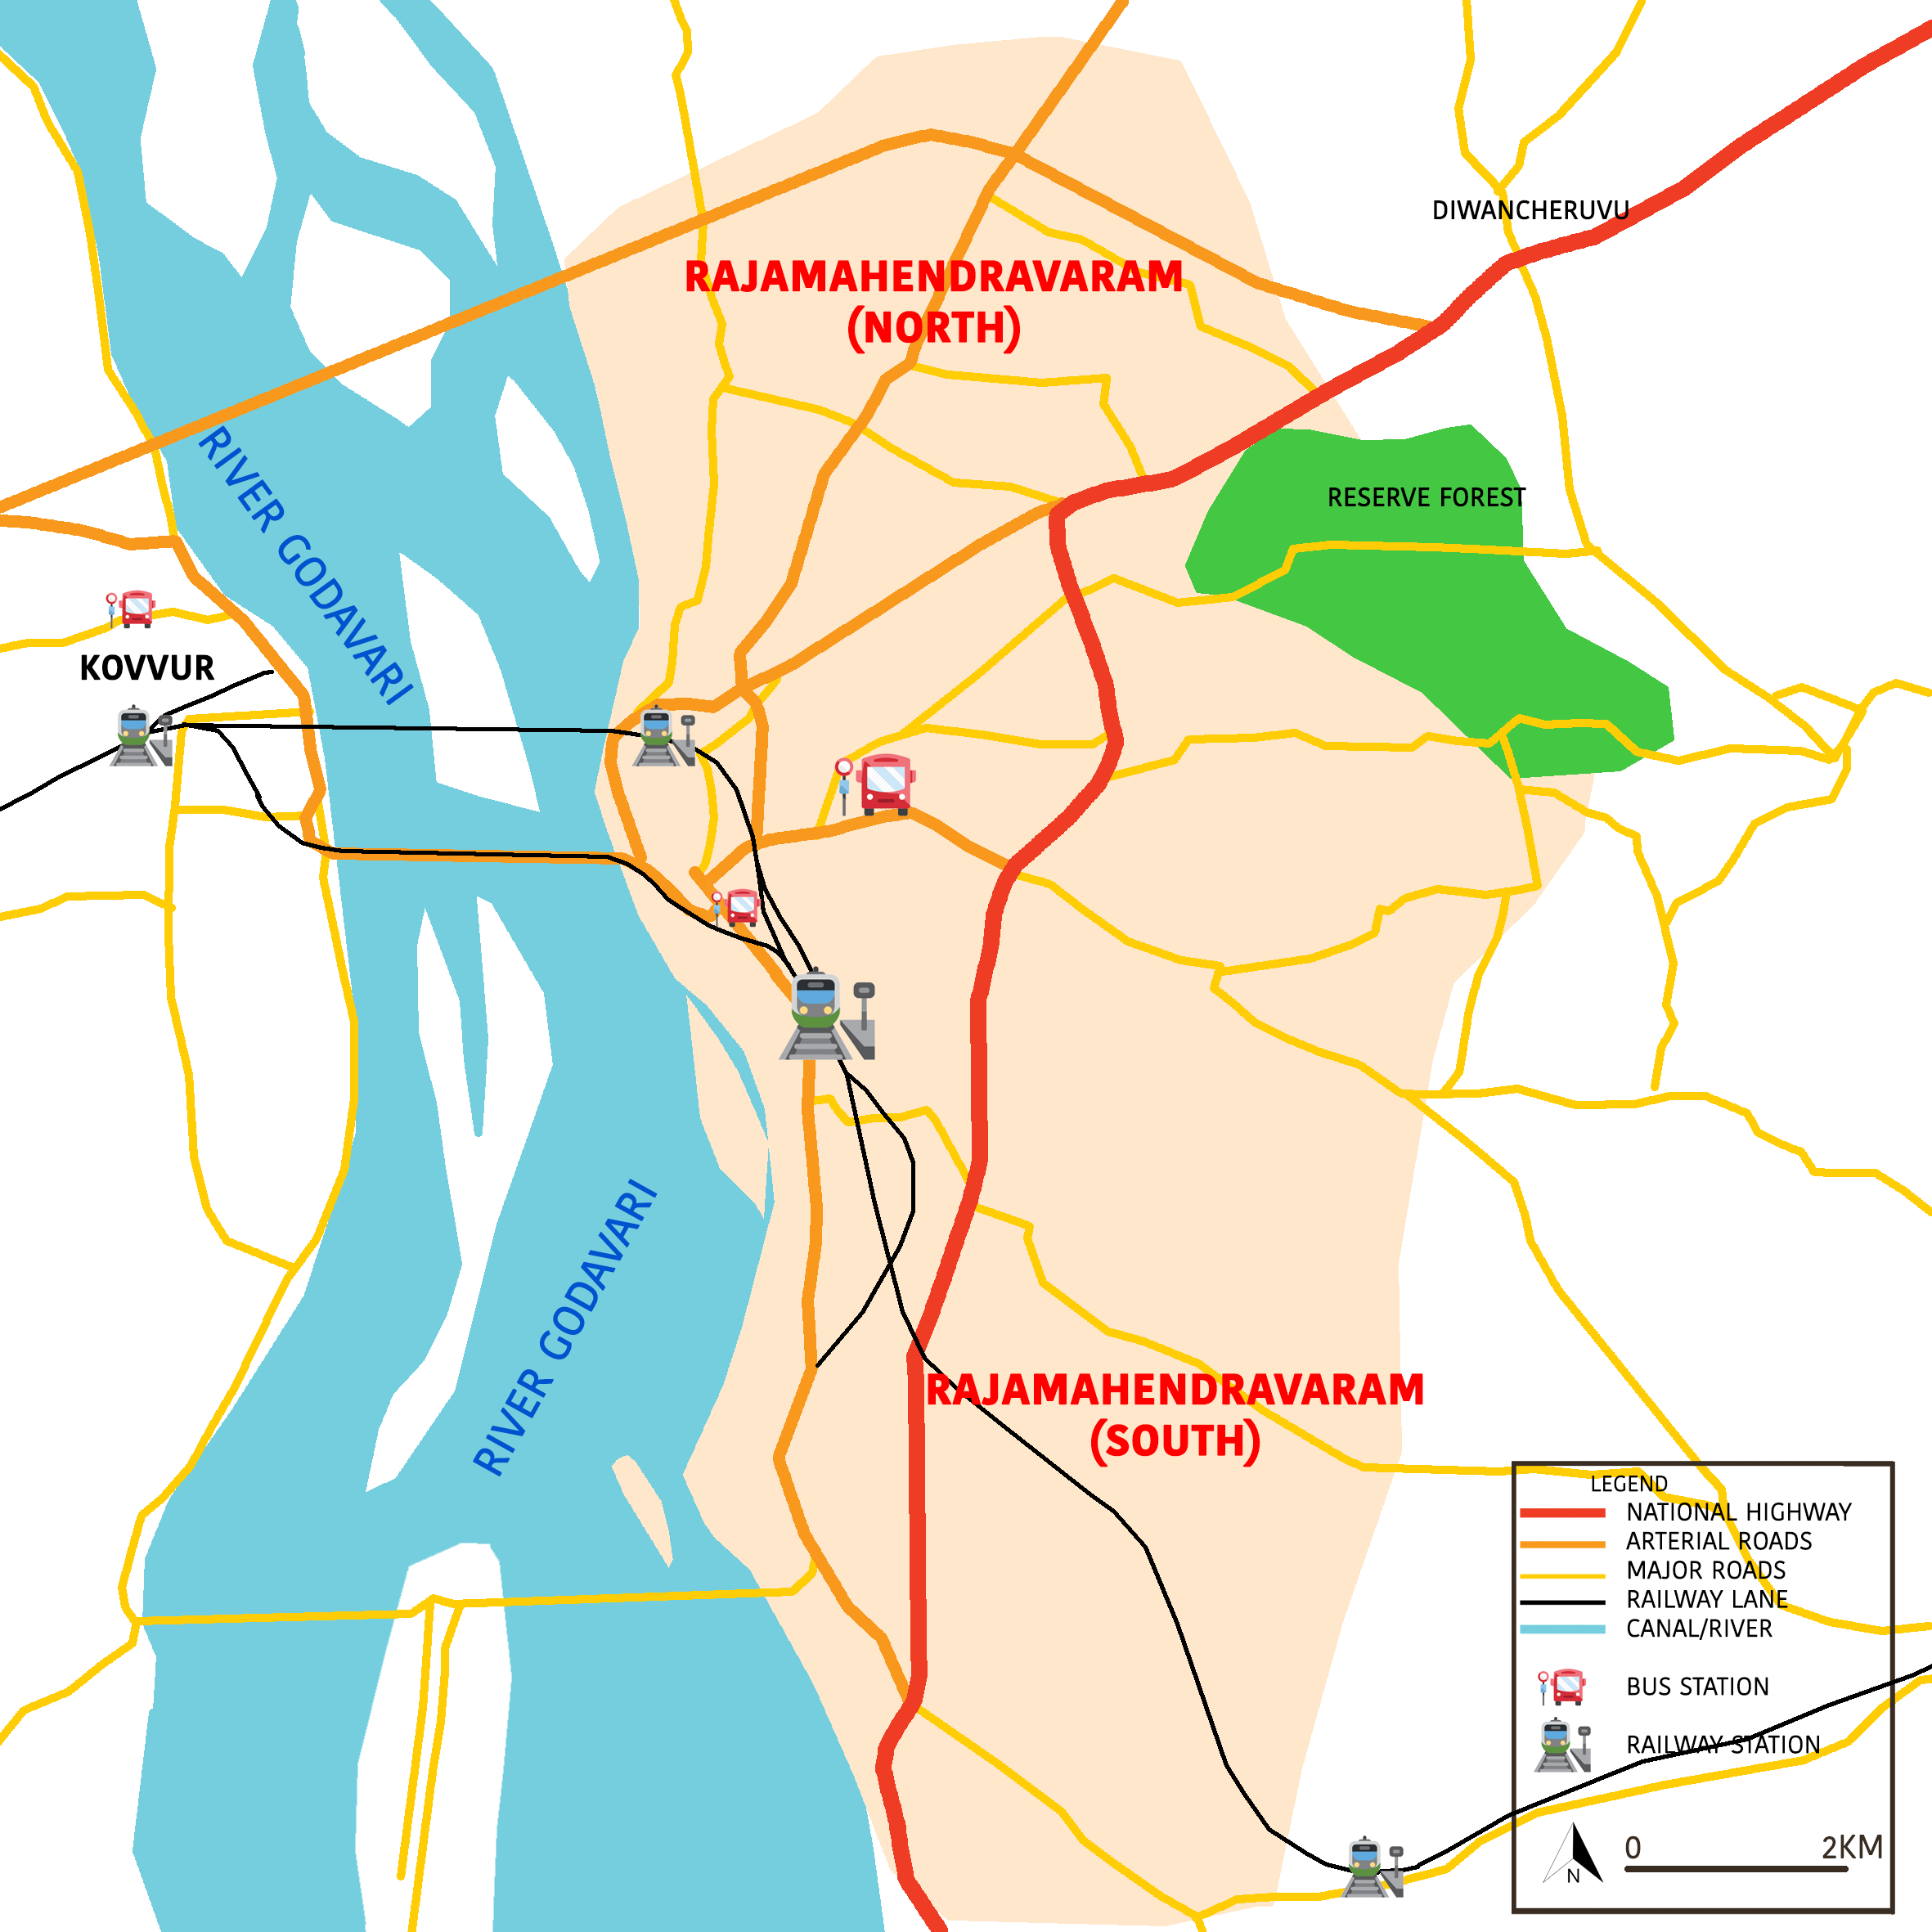 DIWANCHERUVU
RAJAMAHENDRAVARAM
(NORTH)
RIVER GODAVARI
RESERVE FOREST
KOVVUR
RIVER GODAVARI
RAJAMAHENDRAVARAM
(SOUTH)
LEGEND
NATIONAL HIGHWAY
ARTERIAL ROADS
MAJOR ROADS
RAILWAY LANE
CANAL/RIVER
BUS STATION
RAILWAY STATION
0 2KM
N